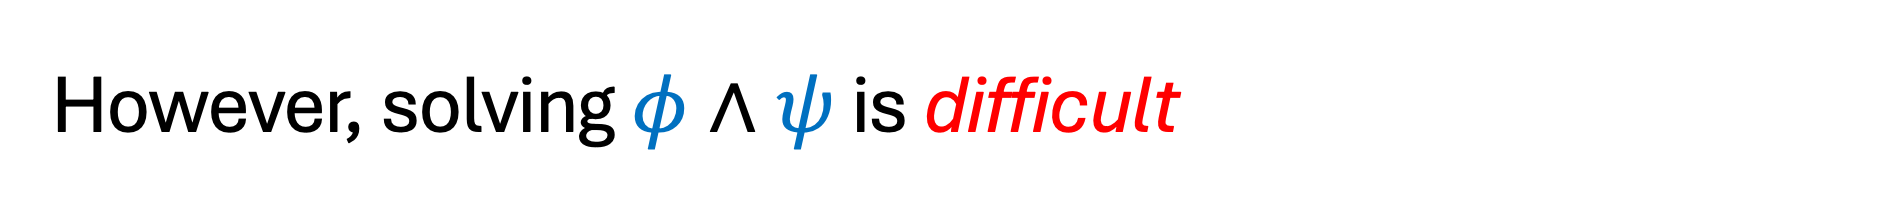 However, solving ϕ ∧ ψ is difficult